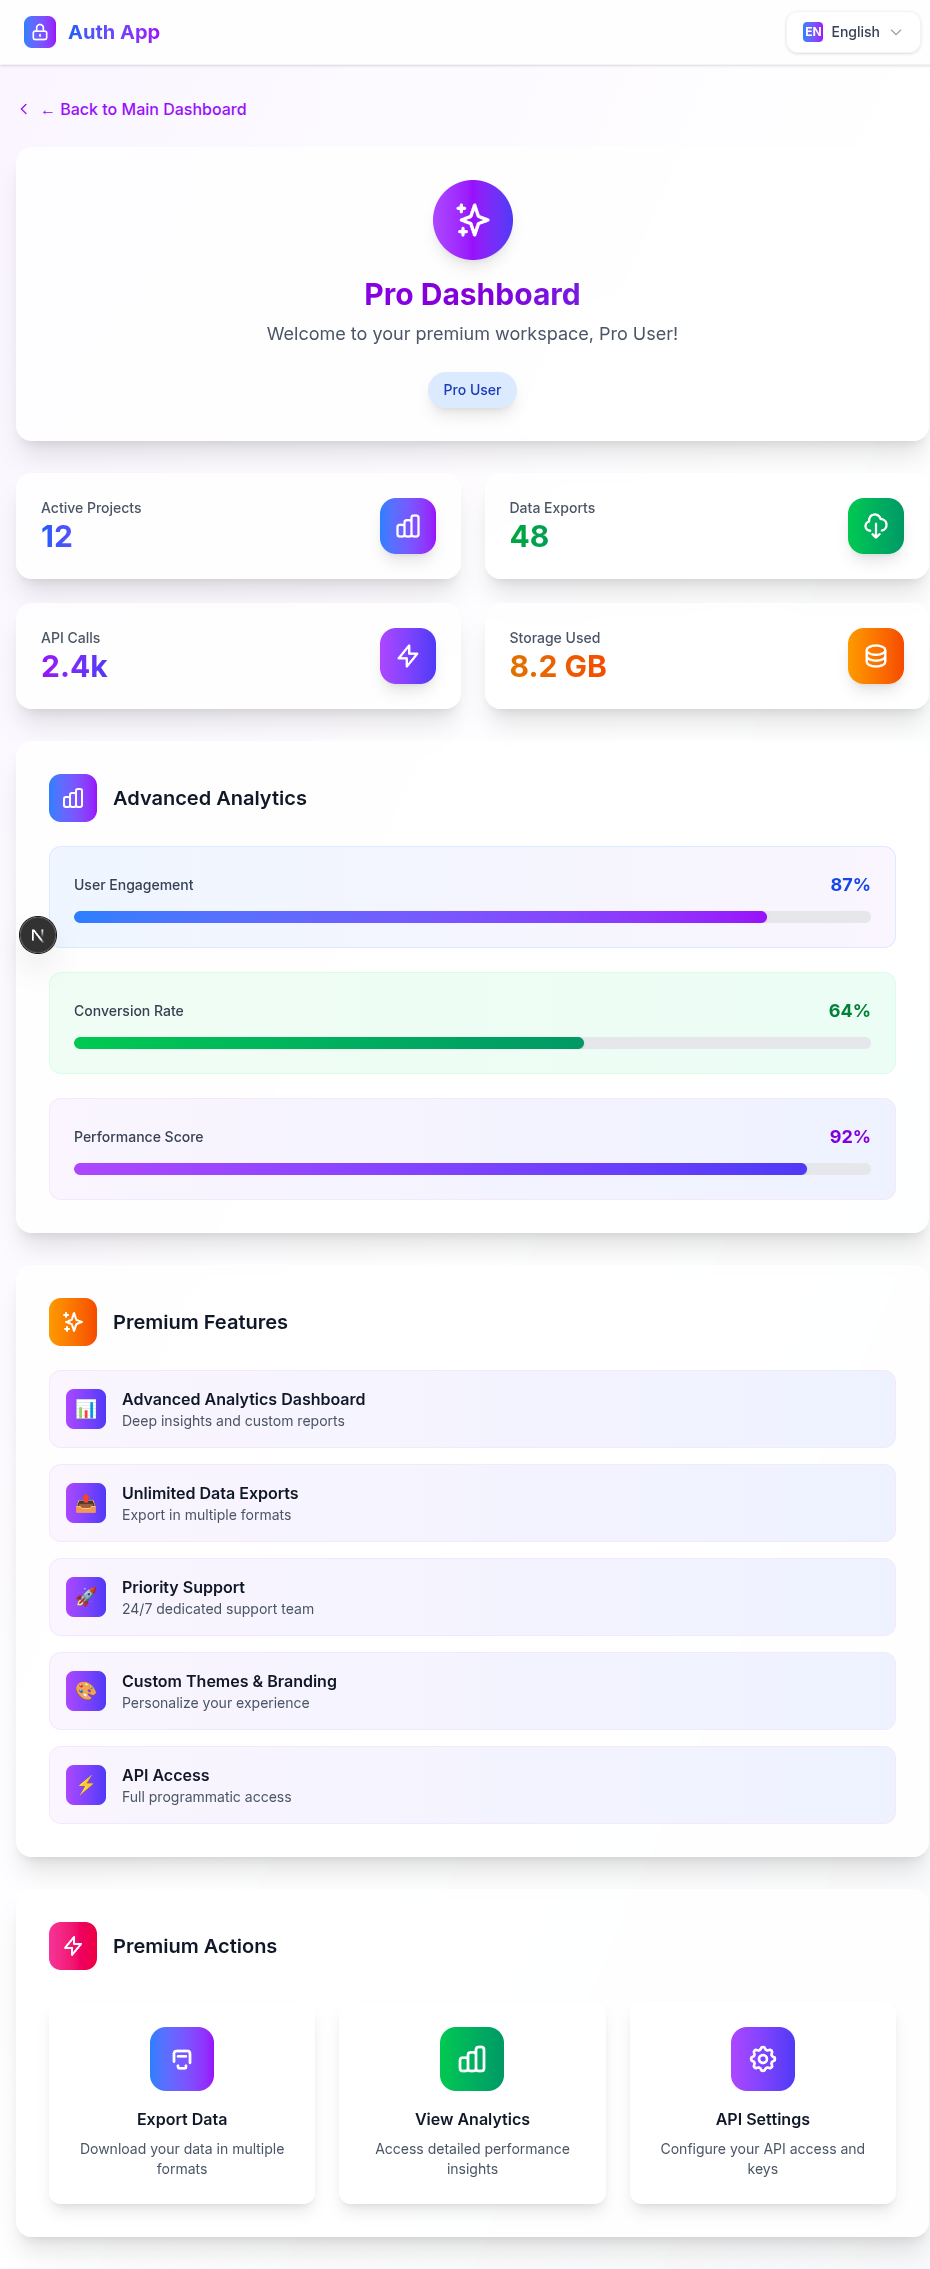 Auth App
EN English
← Back to Main Dashboard
Pro Dashboard
Welcome to your premium workspace, Pro User!
Pro User
Active Projects
12
Data Exports
48
API Calls
2.4k
Storage Used
8.2 GB
Advanced Analytics
User Engagement
87%
N
Conversion Rate
64%
Performance Score
92%
Premium Features
Advanced Analytics Dashboard
Deep insights and custom reports
Unlimited Data Exports
Export in multiple formats
Priority Support
24/7 dedicated support team
Custom Themes & Branding
Personalize your experience
API Access
Full programmatic access
Premium Actions
Export Data
Download your data in multiple
formats
View Analytics
Access detailed performance
insights
API Settings
Configure your API access and
keys